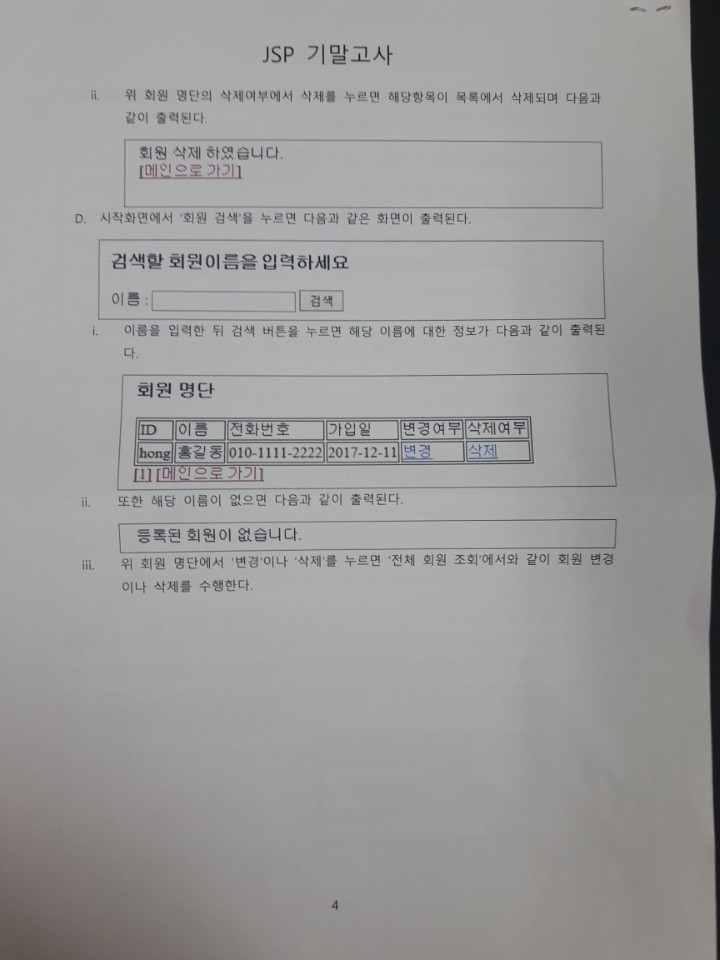 JSP 기말고사
ii. 위 회원 명단의 삭제여부에서 삭제를 누르면 해당항목이 목록에서 삭제되며 다음과
같이 출력된다.
회원 삭제 하였습니다.
[메인으로 가기]
D. 시작화면에서 '회원 검색'을 누르면 다음과 같은 화면이 출력된다.
검색할 회원이름을 입력하세요
이름 : 검색
i. 이름을 입력한 뒤 검색 버튼을 누르면 해당 이름에 대한 정보가 다음과 같이 출력된
다.
회원 명단
ID 이름 전화번호 가입일 변경여부 삭제여부
hong 홍길동 010-1111-2222 2017-12-11 변경 삭제
[1] [메인으로 가기]
ii. 또한 해당 이름이 없으면 다음과 같이 출력된다.
등록된 회원이 없습니다.
iii. 위 회원 명단에서 '변경'이나 '삭제'를 누르면 '전체 회원 조회'에서와 같이 회원 변경
이나 삭제를 수행한다.
4